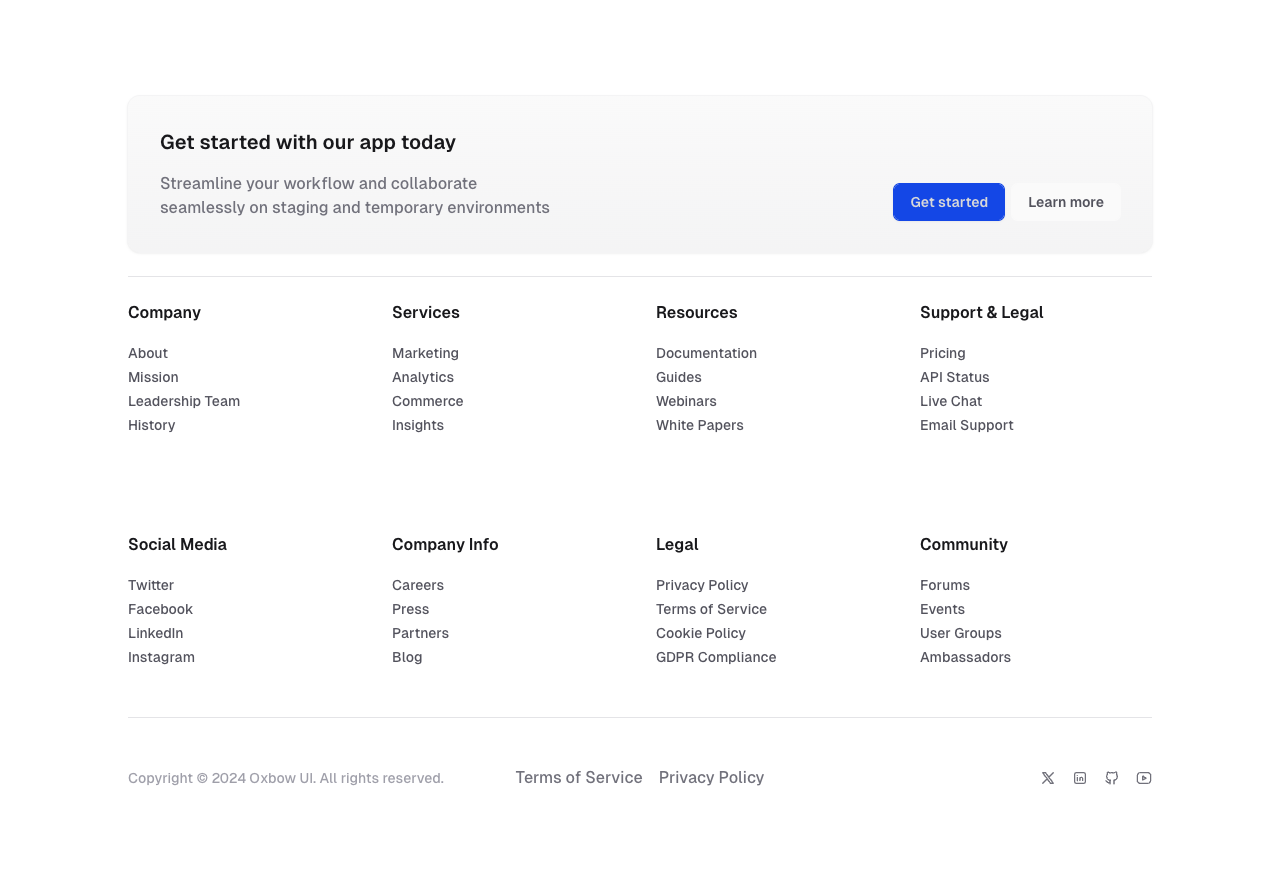 Get started with our app today
Streamline your workflow and collaborate
seamlessly on staging and temporary environments
Get started
Learn more
Company
About
Mission
Leadership Team
History
Services
Marketing
Analytics
Commerce
Insights
Resources
Documentation
Guides
Webinars
White Papers
Support & Legal
Pricing
API Status
Live Chat
Email Support
Social Media
Twitter
Facebook
LinkedIn
Instagram
Company Info
Careers
Press
Partners
Blog
Legal
Privacy Policy
Terms of Service
Cookie Policy
GDPR Compliance
Community
Forums
Events
User Groups
Ambassadors
Copyright © 2024 Oxbow UI. All rights reserved.
Terms of Service
Privacy Policy